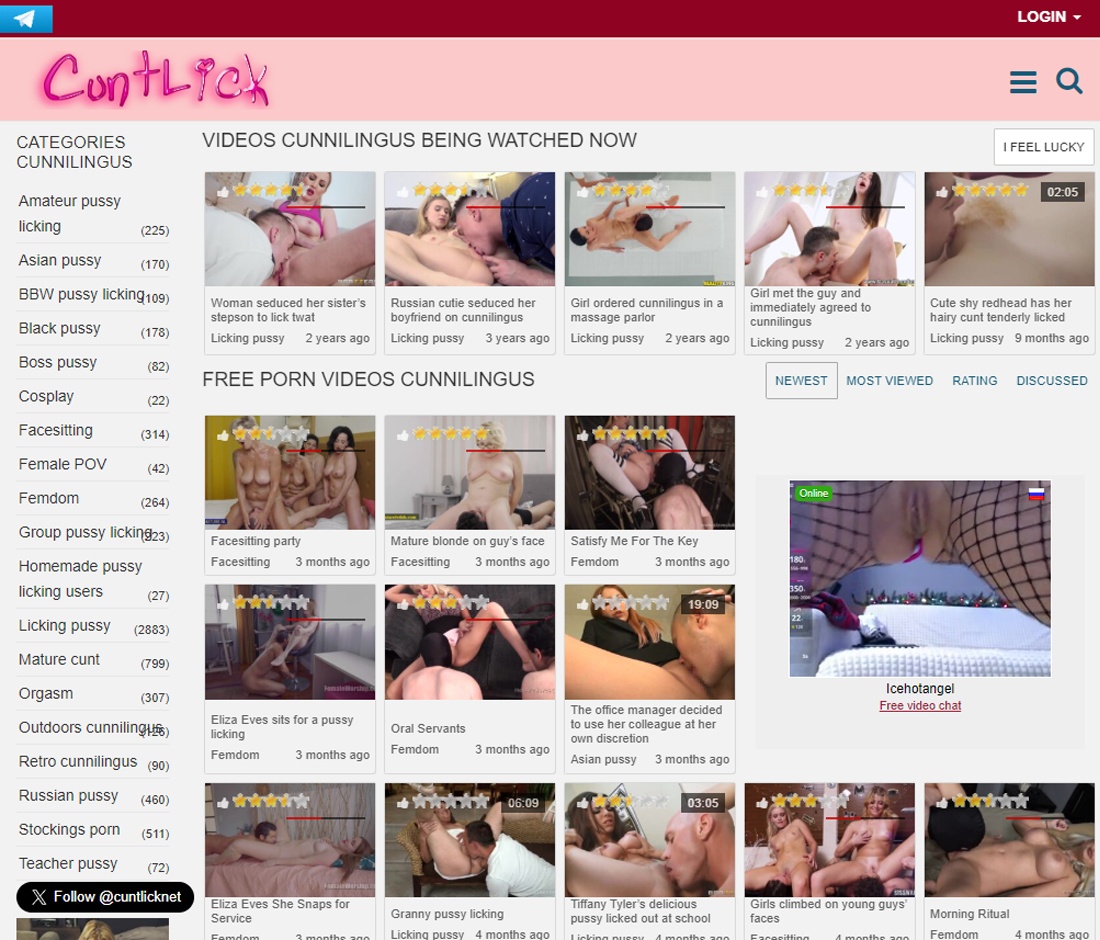 LOGIN
CuntLick
CATEGORIES
CUNNILINGUS
Amateur pussy
licking (225)
Asian pussy (170)
BBW pussy licking (109)
Black pussy (178)
Boss pussy (82)
Cosplay (22)
Facesitting (314)
Female POV (42)
Femdom (264)
Group pussy licking (923)
Homemade pussy
licking users (27)
Licking pussy (2883)
Mature cunt (799)
Orgasm (307)
Outdoors cunnilingus (126)
Retro cunnilingus (90)
Russian pussy (460)
Stockings porn (511)
Teacher pussy (72)
Follow @cuntlicknet
VIDEOS CUNNILINGUS BEING WATCHED NOW
I FEEL LUCKY
Woman seduced her sister's
stepson to lick twat
Licking pussy 2 years ago
Russian cutie seduced her
boyfriend on cunnilingus
Licking pussy 3 years ago
Girl ordered cunnilingus in a
massage parlor
Licking pussy 2 years ago
Girl met the guy and
immediately agreed to
cunnilingus
Licking pussy 2 years ago
02:05
Cute shy redhead has her
hairy cunt tenderly licked
Licking pussy 9 months ago
FREE PORN VIDEOS CUNNILINGUS
NEWEST MOST VIEWED RATING DISCUSSED
Facesitting party
Facesitting 3 months ago
Mature blonde on guy's face
Facesitting 3 months ago
Satisfy Me For The Key
Femdom 3 months ago
Online
Icehotangel
Free video chat
Eliza Eves sits for a pussy
licking
Femdom 3 months ago
Oral Servants
Femdom 3 months ago
19:09
The office manager decided
to use her colleague at her
own discretion
Asian pussy 3 months ago
Eliza Eves She Snaps for
Service
Femdom 3 months ago
06:09
Granny pussy licking
Licking pussy 4 months ago
03:05
Tiffany Tyler's delicious
pussy licked out at school
Licking pussy 4 months ago
Girls climbed on young guys'
faces
Facesitting 4 months ago
Morning Ritual
Femdom 4 months ago